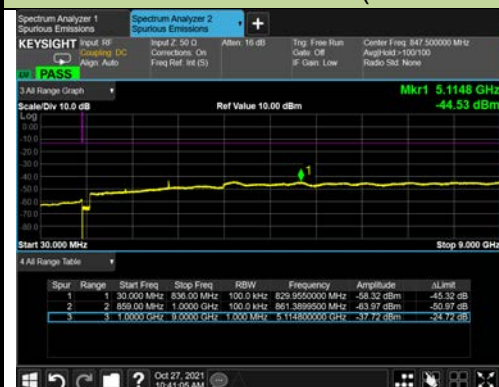 Spectrum Analyzer 1
Spurious Emissions
Spectrum Analyzer 2
Spurious Emissions
KEYSIGHT
Input: RF
Coupling: DC
Align: Auto
Input Z: 50 Ω
Corrections: On
Freq Ref: Int (S)
Atten: 16 dB
Trig: Free Run
Gate: Off
IF Gain: Low
Center Freq: 847.500000 MHz
Avg|Hold:>100/100
Radio Std: None
PASS
3 All Range Graph
Mkr1 5.1148 GHz
Scale/Div 10.0 dB
Ref Value 10.00 dBm
-44.53 dBm
Log
0.00
-10.0
-20.0
-30.0
-40.0
-50.0
-60.0
-70.0
-80.0
1
Start 30.000 MHz
Stop 9.000 GHz
4 All Range Table
Spur Range Start Freq Stop Freq RBW Frequency Amplitude ΔLimit
1 1 30.000 MHz 836.00 MHz 100.0 kHz 829.9550000 MHz -58.32 dBm -45.32 dB
2 2 859.00 MHz 1.0000 GHz 100.0 kHz 861.3899500 MHz -63.97 dBm -50.97 dB
3 3 1.0000 GHz 9.0000 GHz 1.000 MHz 5.114800000 GHz -37.72 dBm -24.72 dB
Oct 27, 2021
10:41:05 AM